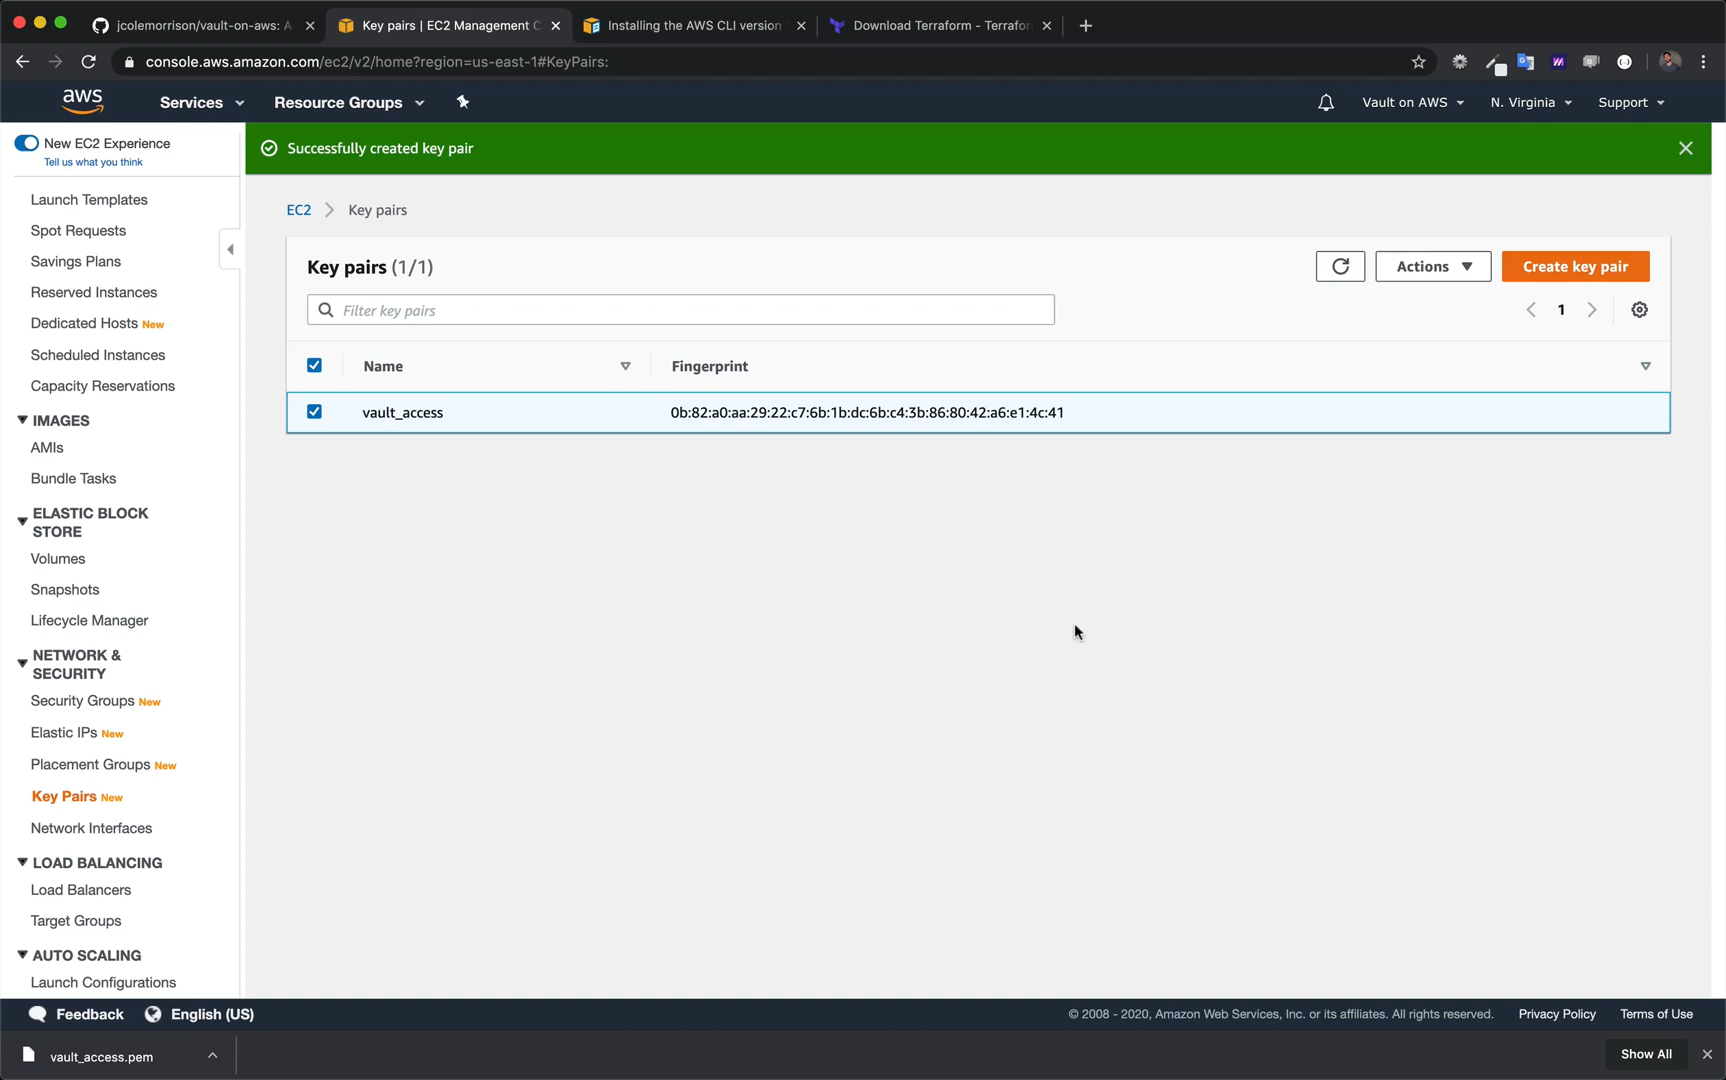 jcolemorrison/vault-on-aws: A
Key pairs | EC2 Management C
Installing the AWS CLI version
Download Terraform - Terrafor
console.aws.amazon.com/ec2/v2/home?region=us-east-1#KeyPairs:
aws
Services
Resource Groups
Vault on AWS
N. Virginia
Support
New EC2 Experience
Tell us what you think
Successfully created key pair
Launch Templates
Spot Requests
Savings Plans
Reserved Instances
Dedicated Hosts New
Scheduled Instances
Capacity Reservations
IMAGES
AMIs
Bundle Tasks
ELASTIC BLOCK
STORE
Volumes
Snapshots
Lifecycle Manager
NETWORK &
SECURITY
Security Groups New
Elastic IPs New
Placement Groups New
Key Pairs New
Network Interfaces
LOAD BALANCING
Load Balancers
Target Groups
AUTO SCALING
Launch Configurations
EC2
Key pairs
Key pairs (1/1)
Actions
Create key pair
Filter key pairs
1
Name
Fingerprint
vault_access
0b:82:a0:aa:29:22:c7:6b:1b:dc:6b:c4:3b:86:80:42:a6:e1:4c:41
Feedback
English (US)
© 2008 - 2020, Amazon Web Services, Inc. or its affiliates. All rights reserved.
Privacy Policy
Terms of Use
vault_access.pem
Show All